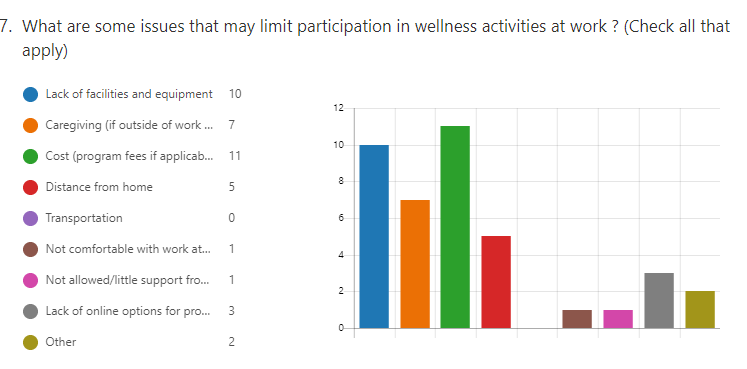 7. What are some issues that may limit participation in wellness activities at work ? (Check all that
apply)
Lack of facilities and equipment 10
Caregiving (if outside of work ... 7
Cost (program fees if applicab... 11
Distance from home 5
Transportation 0
Not comfortable with work at... 1
Not allowed/little support fro... 1
Lack of online options for pro... 3
Other 2
12
10
8
6
4
2
0